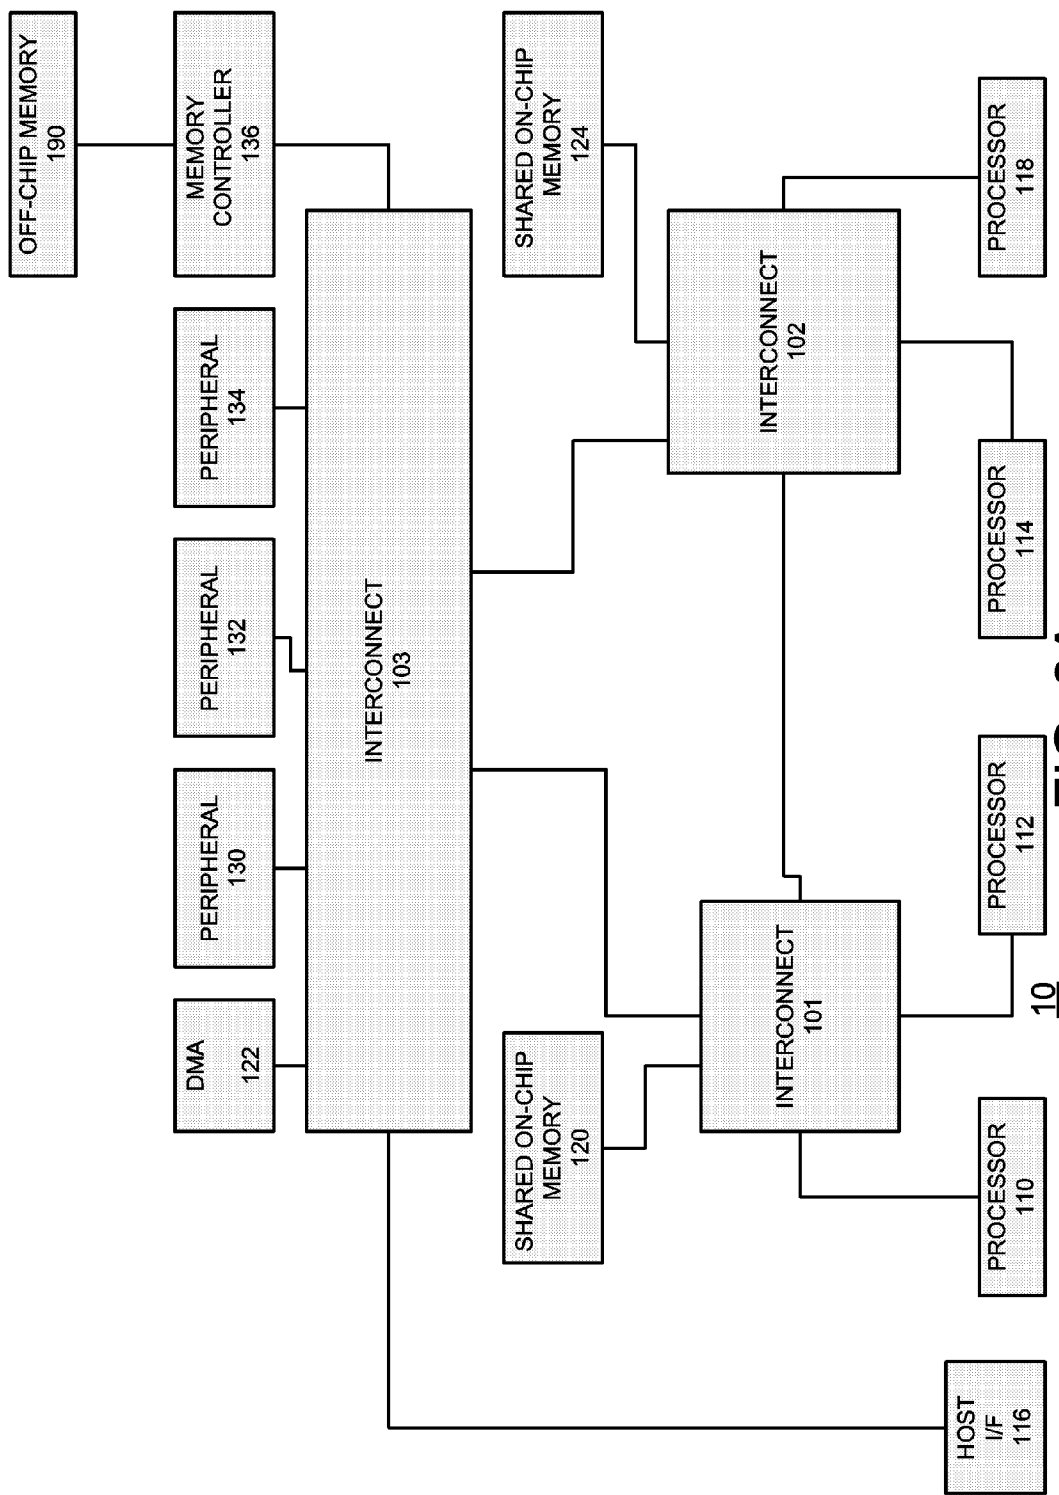 OFF-CHIP MEMORY
190
MEMORY
CONTROLLER
136
PERIPHERAL
134
PERIPHERAL
132
PERIPHERAL
130
DMA
122
INTERCONNECT
103
SHARED ON-CHIP
MEMORY
124
SHARED ON-CHIP
MEMORY
120
INTERCONNECT
102
INTERCONNECT
101
PROCESSOR
118
PROCESSOR
114
PROCESSOR
112
PROCESSOR
110
HOST
I/F
116
10